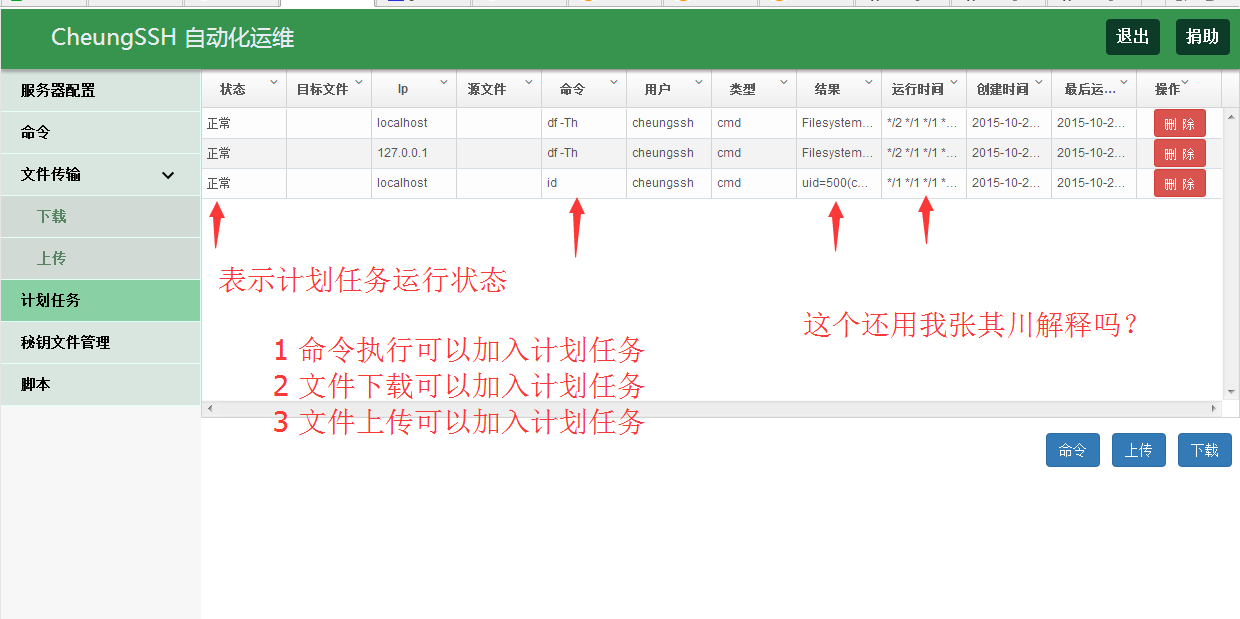 CheungSSH 自动化运维
退出
捐助
服务器配置
命令
文件传输
下载
上传
计划任务
秘钥文件管理
脚本
状态 目标文件 Ip 源文件 命令 用户 类型 结果 运行时间 创建时间 最后运... 操作
正常 localhost df -Th cheungssh cmd Filesystem... */2 */1 */1 *... 2015-10-2... 2015-10-2... 删 除
正常 127.0.0.1 df -Th cheungssh cmd Filesystem... */2 */1 */1 *... 2015-10-2... 2015-10-2... 删 除
正常 localhost id cheungssh cmd uid=500(c... */1 */1 */1 *... 2015-10-2... 2015-10-2... 删 除
表示计划任务运行状态
这个还用我张其川解释吗?
1 命令执行可以加入计划任务
2 文件下载可以加入计划任务
3 文件上传可以加入计划任务
命令 上传 下载